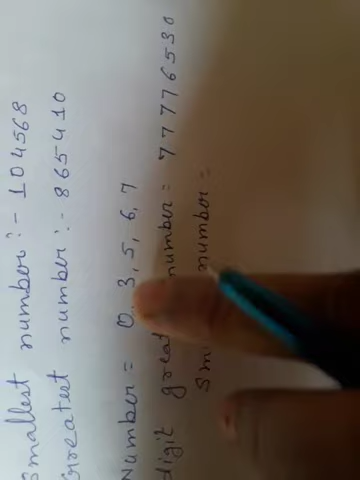 Smallest number :- 104568
Greatest number :- 865410
Number = 0, 3, 5, 6, 7
digit great number = 77776530
Sm number =